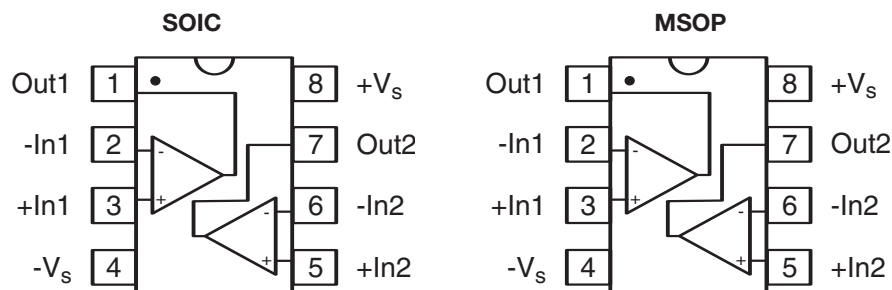 SOIC
Out1 1 8 +Vs
-In1 2 - 7 Out2
+In1 3 + - 6 -In2
-Vs 4 + 5 +In2
MSOP
Out1 1 8 +Vs
-In1 2 - 7 Out2
+In1 3 + - 6 -In2
-Vs 4 + 5 +In2